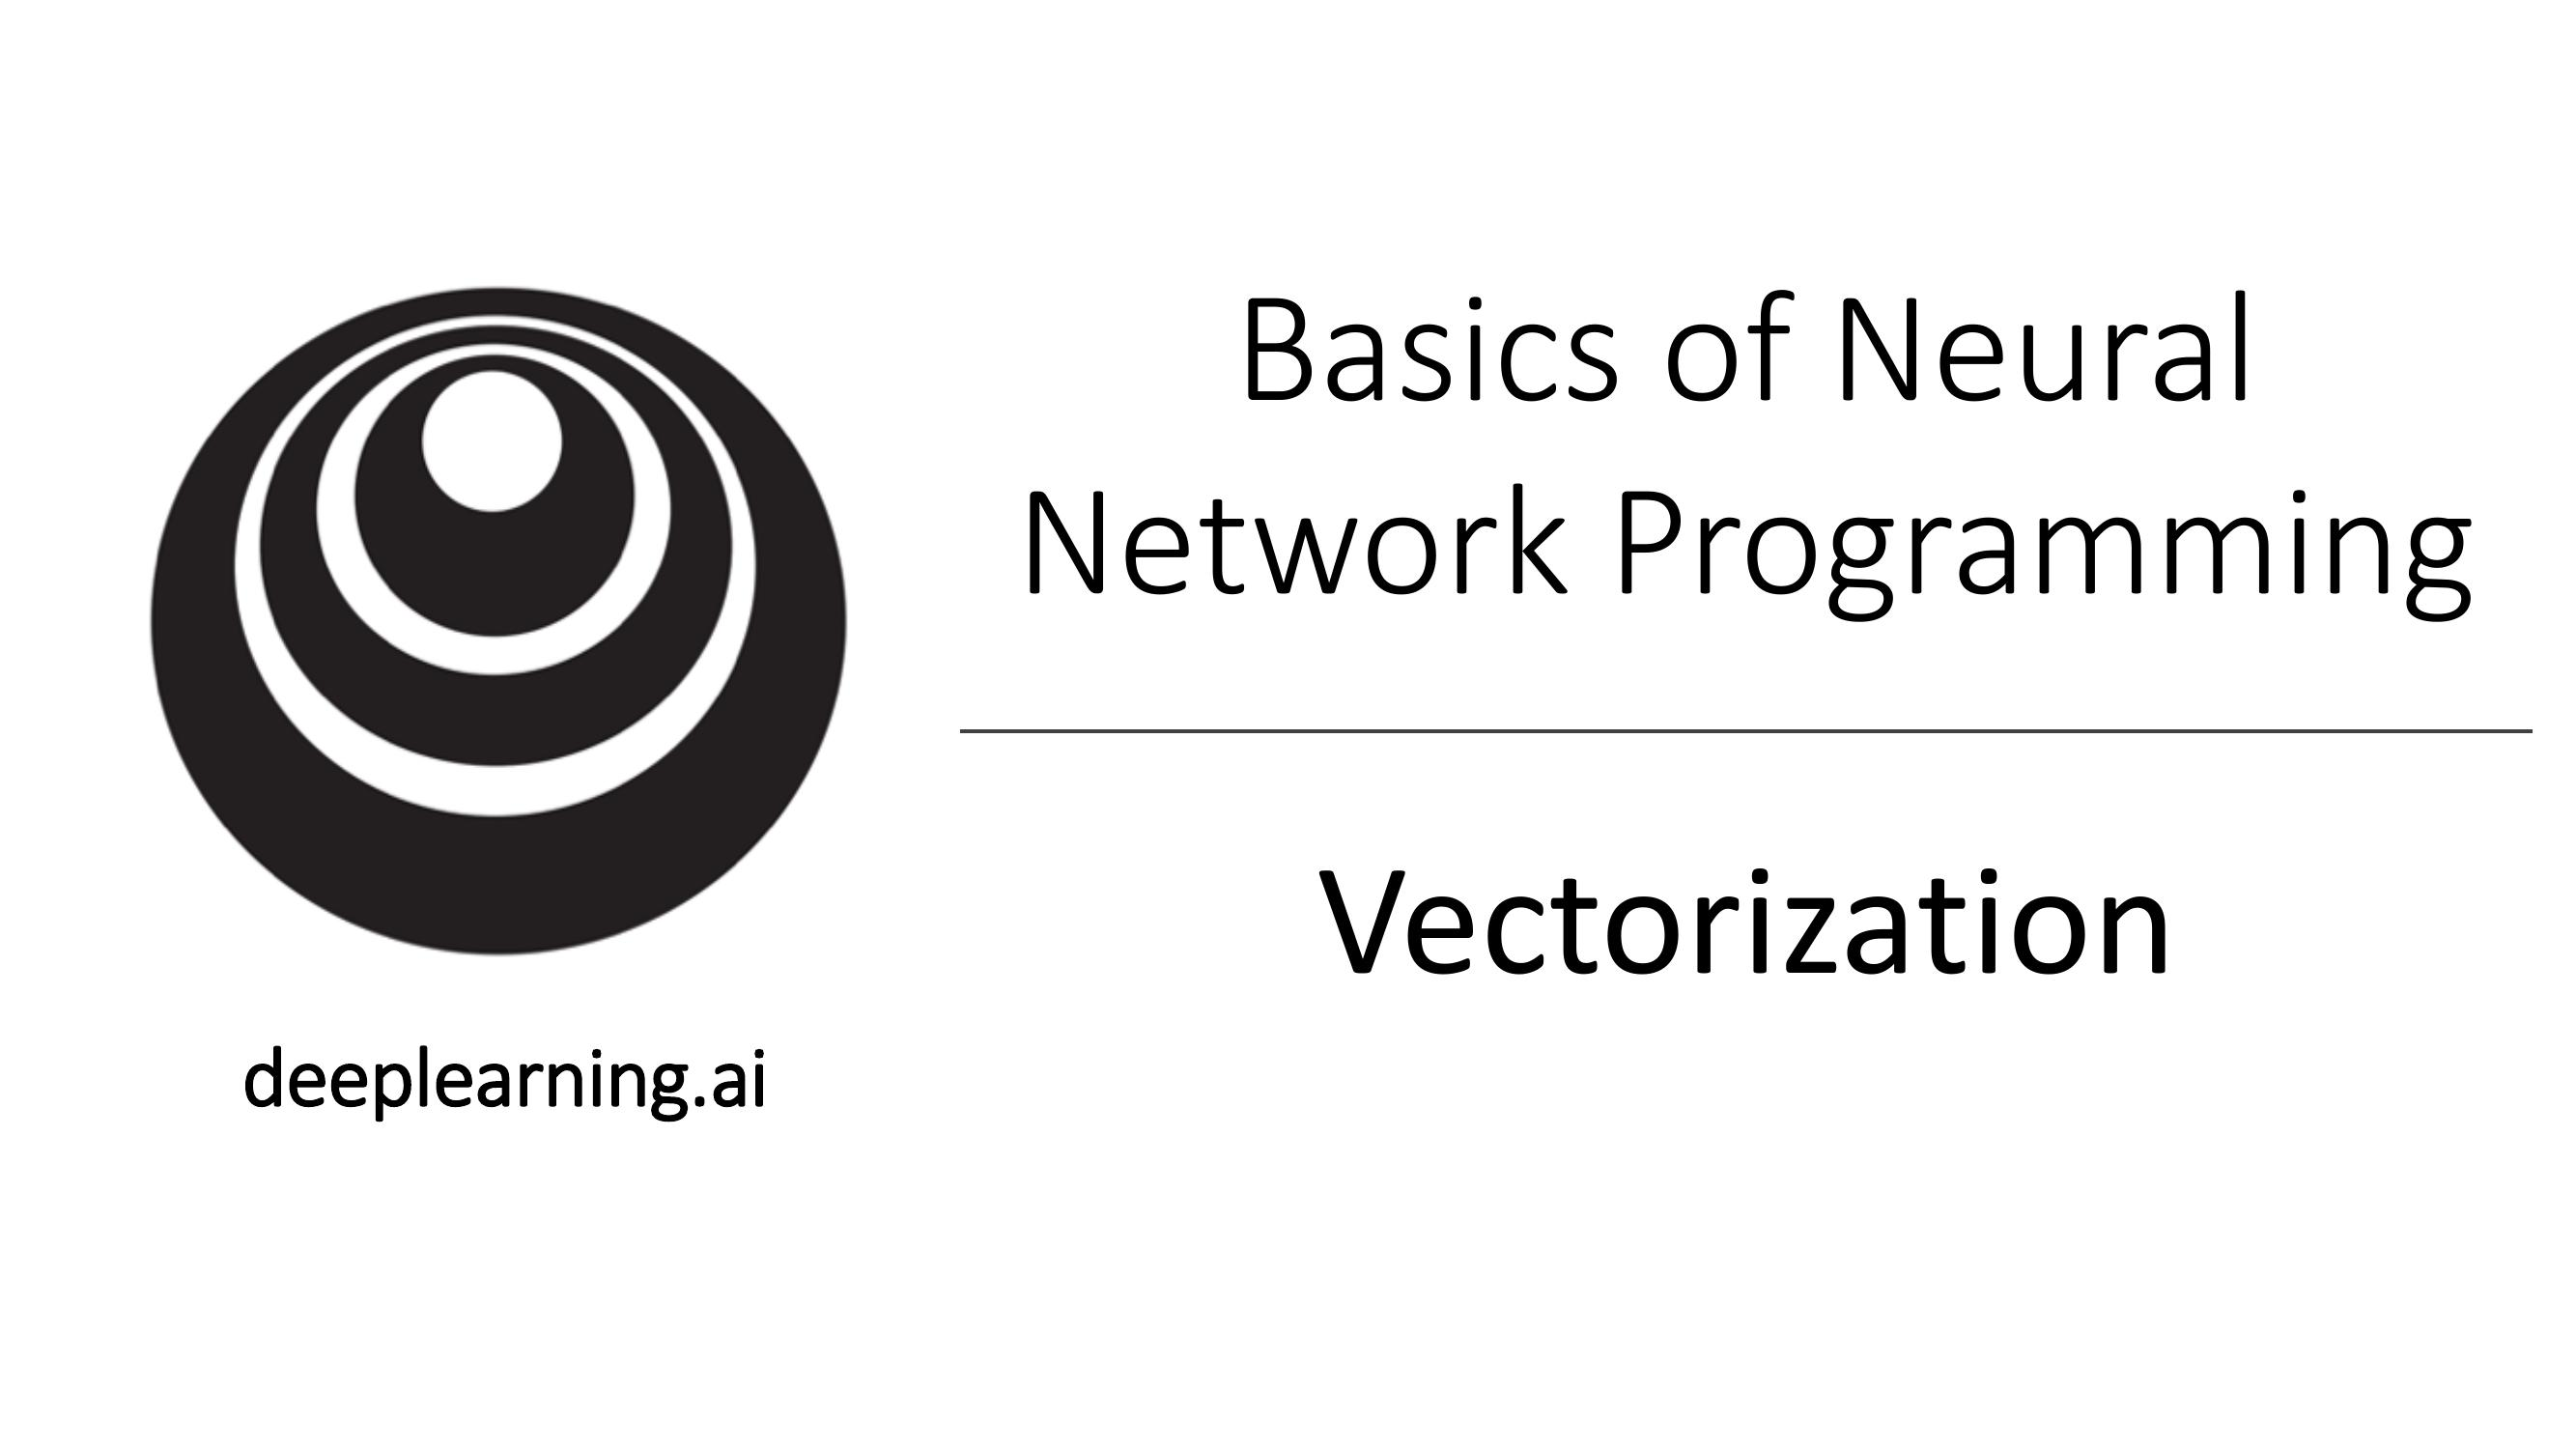 Basics of Neural
Network Programming
Vectorization
deeplearning.ai